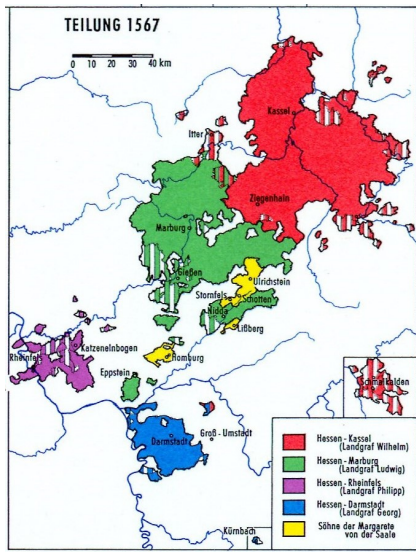 TEILUNG 1567
0 10 20 30 40 km
Kassel
Itter
Ziegenhain
Marburg
Gießen
Ulrichstein
Stornfels
Schotten
Nidda
Lißberg
Katzenelnbogen
Rheinfels
Homburg
Eppstein
Schmalkalden
Groß-Umstadt
Darmstadt
Kürnbach
Hessen-Kassel
(Landgraf Wilhelm)
Hessen-Marburg
(Landgraf Ludwig)
Hessen-Rheinfels
(Landgraf Philipp)
Hessen-Darmstadt
(Landgraf Georg)
Söhne der Margarete
von der Saale